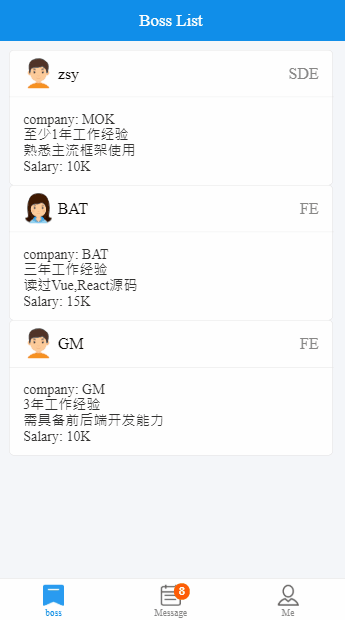 Boss List
zsy SDE
company: MOK
至少1年工作经验
熟悉主流框架使用
Salary: 10K
BAT FE
company: BAT
三年工作经验
读过Vue,React源码
Salary: 15K
GM FE
company: GM
3年工作经验
需具备前后端开发能力
Salary: 10K
8
boss Message Me